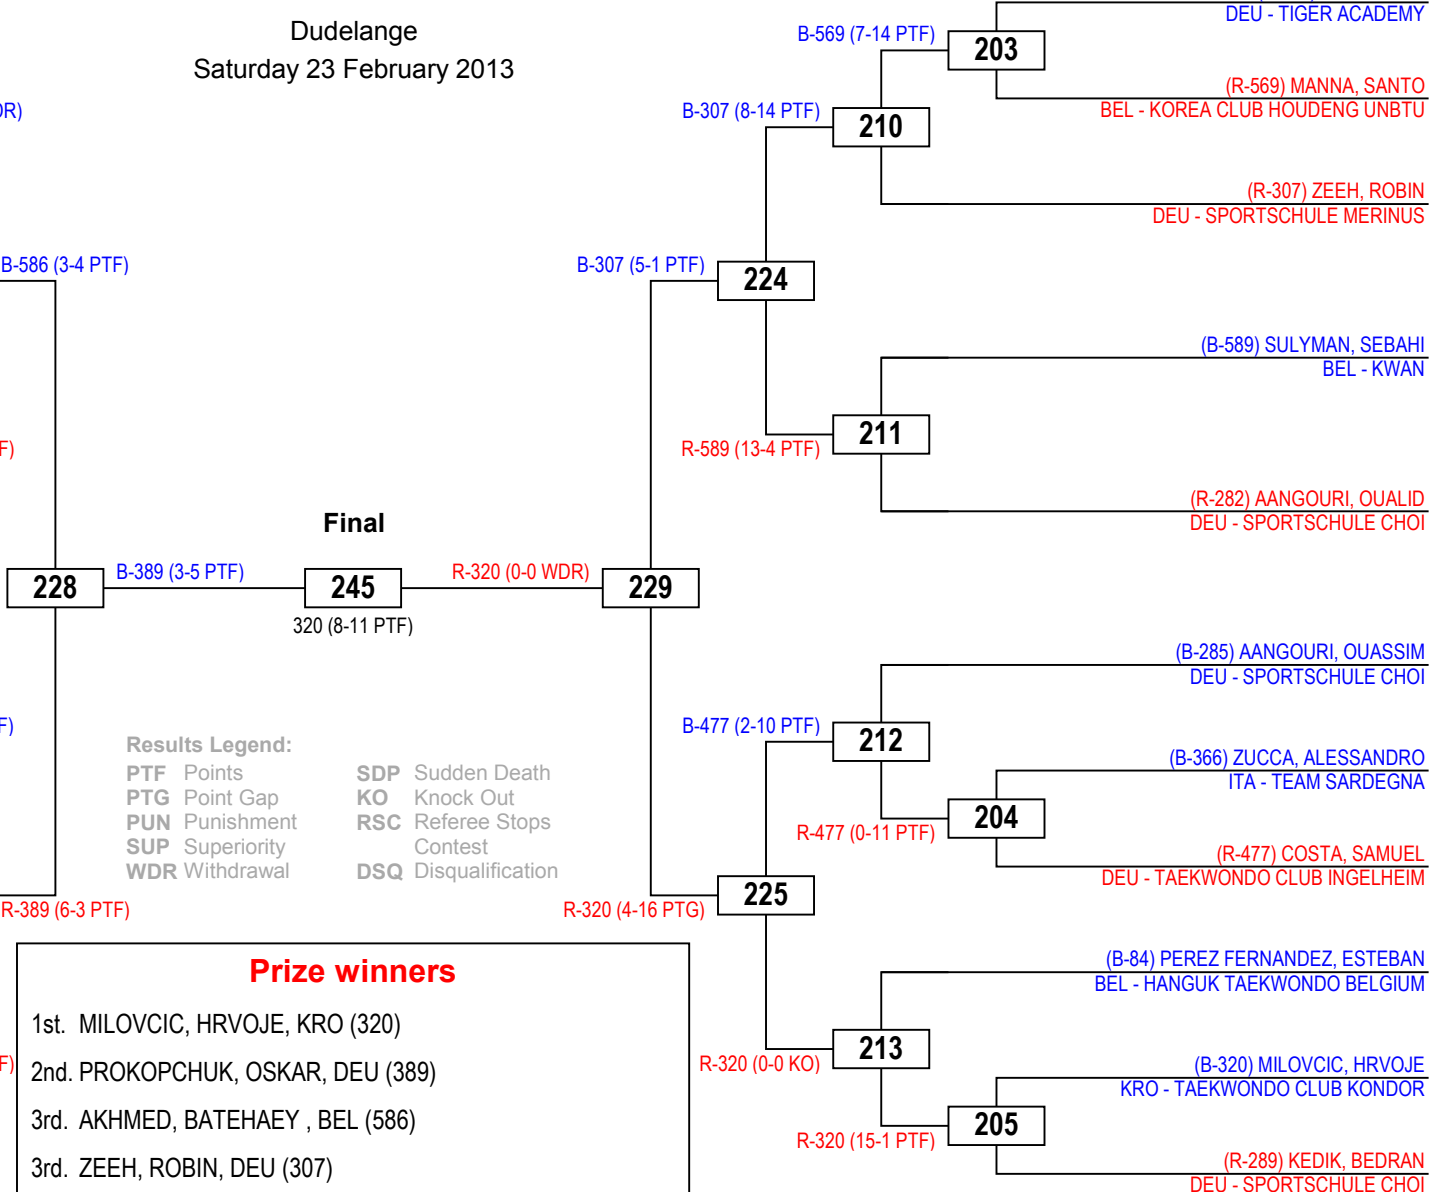 Dudelange
Saturday 23 February 2013
DEU - TIGER ACADEMY
B-569 (7-14 PTF)
203
(R-569) MANNA, SANTO
BEL - KOREA CLUB HOUDENG UNBTU
B-307 (8-14 PTF)
210
(R-307) ZEEH, ROBIN
DEU - SPORTSCHULE MERINUS
B-586 (3-4 PTF)
B-307 (5-1 PTF)
224
(B-589) SULYMAN, SEBAHI
BEL - KWAN
R-589 (13-4 PTF)
211
(R-282) AANGOURI, OUALID
DEU - SPORTSCHULE CHOI
Final
228
B-389 (3-5 PTF)
245
R-320 (0-0 WDR)
229
320 (8-11 PTF)
(B-285) AANGOURI, OUASSIM
DEU - SPORTSCHULE CHOI
B-477 (2-10 PTF)
212
(B-366) ZUCCA, ALESSANDRO
ITA - TEAM SARDEGNA
R-477 (0-11 PTF)
204
(R-477) COSTA, SAMUEL
DEU - TAEKWONDO CLUB INGELHEIM
Results Legend:
PTF Points SDP Sudden Death
PTG Point Gap KO Knock Out
PUN Punishment RSC Referee Stops
SUP Superiority Contest
WDR Withdrawal DSQ Disqualification
R-389 (6-3 PTF)
R-320 (4-16 PTG)
225
(B-84) PEREZ FERNANDEZ, ESTEBAN
BEL - HANGUK TAEKWONDO BELGIUM
R-320 (0-0 KO)
213
(B-320) MILOVCIC, HRVOJE
KRO - TAEKWONDO CLUB KONDOR
R-320 (15-1 PTF)
205
(R-289) KEDIK, BEDRAN
DEU - SPORTSCHULE CHOI
Prize winners
1st. MILOVCIC, HRVOJE, KRO (320)
2nd. PROKOPCHUK, OSKAR, DEU (389)
3rd. AKHMED, BATEHAEY , BEL (586)
3rd. ZEEH, ROBIN, DEU (307)